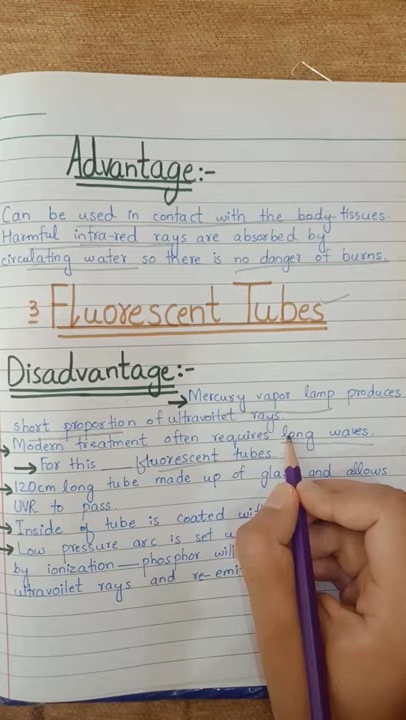 Advantage:-
Can be used in contact with the body tissues.
Harmful infra-red rays are absorbed by
circulating water so there is no danger of burns.
3 Fluorescent Tubes
Disadvantage:-
→ Mercury vapor lamp produces
short proportion of ultravoilet rays.
→ Modern treatment often requires long waves.
→ For this __ fluorescent tubes
→ 120cm long tube made up of and allows
UVR to pass.
→ Inside of tube is coated
→ Low pressure arc is set
by ionization — phosphor
ultravoilet rays and re-emit